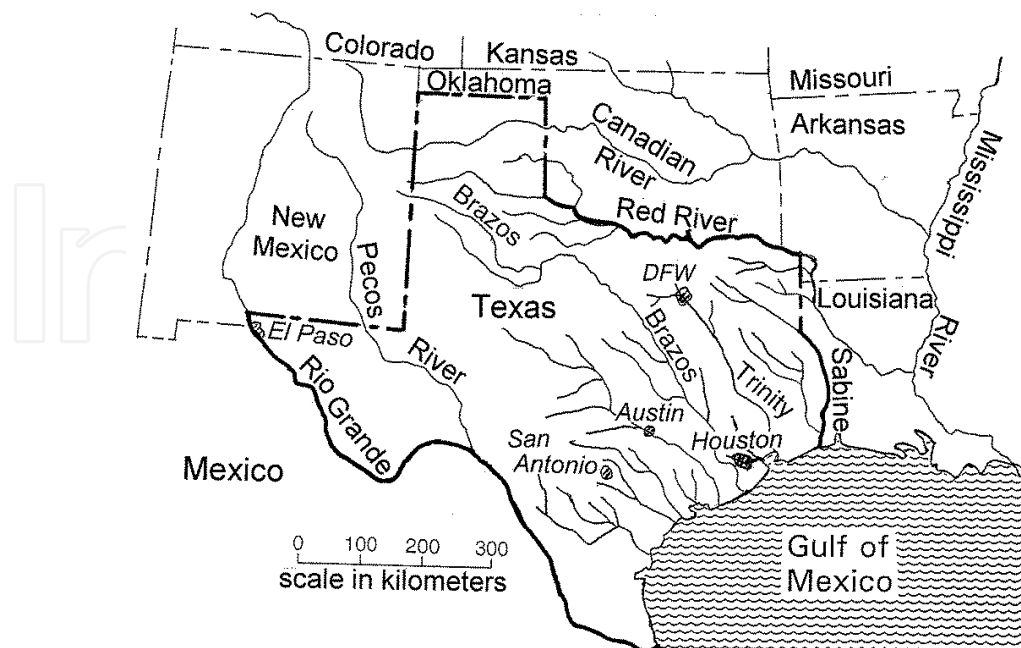 Colorado
Kansas
Oklahoma
Missouri
Arkansas
Canadian
River
Mississippi
River
Red River
New
Mexico
Pecos
River
Brazos
DFW
Texas
Louisiana
El Paso
Brazos
Trinity
Sabine
Rio Grande
Austin
Houston
San
Antonio
Mexico
0 100 200 300
scale in kilometers
Gulf of
Mexico
In